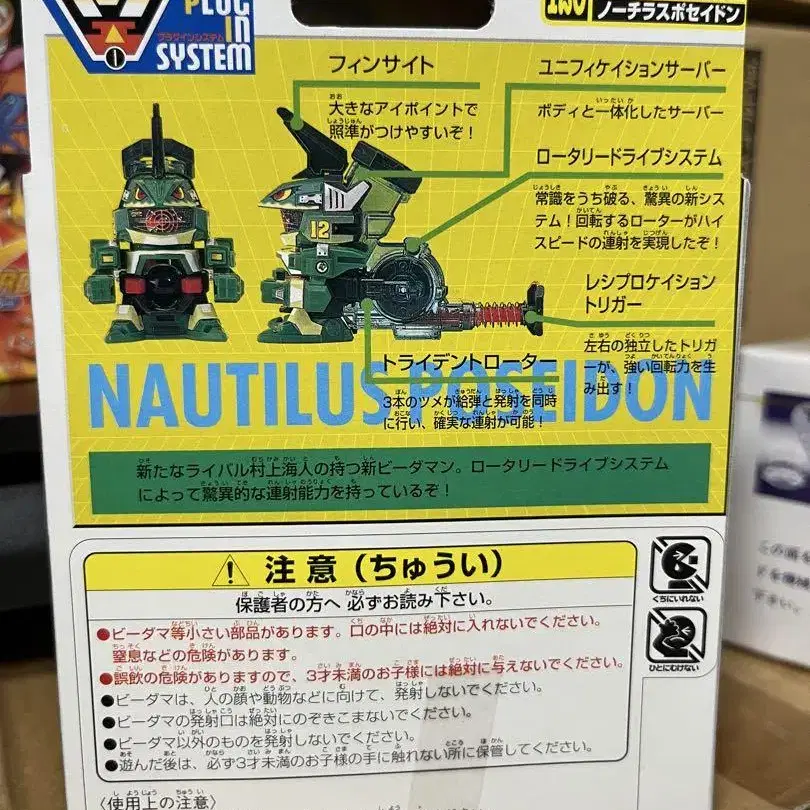 PLUG
IN
プラグインシステム
SYSTEM
ノーチラスポセイドン
フィンサイト
大きなアイポイントで
照準がつけやすいぞ！
ユニフィケイションサーバー
ボディと一体化したサーバー
ロータリードライブシステム
常識をうち破る、驚異の新シス
テム！回転するローターがハイ
スピードの連射を実現したぞ！
レシプロケイション
トリガー
左右の独立したトリガ
ーが、強い回転力を生
み出す！
12
トライデントローター
3本のツメが給弾と発射を同時
に行い、確実な連射が可能！
NAUTILUS POSEIDON
新たなライバル村上海人の持つ新ビーダマン。ロータリードライブシステム
によって驚異的な連射能力を持っているぞ！
注意（ちゅうい）
保護者の方へ 必ずお読み下さい。
●ビーダマ等小さい部品があります。口の中には絶対に入れないでください。
窒息などの危険があります。
●誤飲の危険がありますので、3才未満のお子様には絶対に与えないでください。
●ビーダマは、人の顔や動物などに向けて、発射しないでください。
●ビーダマの発射口は絶対にのぞきこまないでください。
●ビーダマ以外のものを発射しないでください。
●遊んだ後は、必ず3才未満のお子様の手に触れない所に保管してください。
くちにいれない
ひとにむけない
〈使用上の注意〉